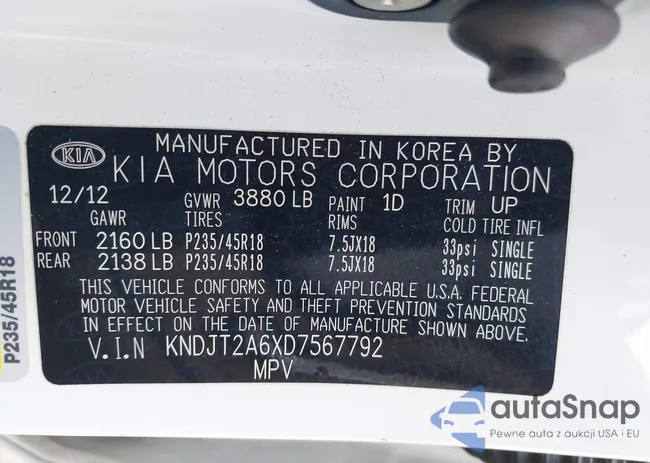 KIA
MANUFACTURED IN KOREA BY
KIA MOTORS CORPORATION
12/12 GVWR 3880 LB PAINT 1D TRIM UP
GAWR TIRES RIMS COLD TIRE INFL
FRONT 2160 LB P235/45R18 7.5JX18 33psi SINGLE
REAR 2138 LB P235/45R18 7.5JX18 33psi SINGLE
THIS VEHICLE CONFORMS TO ALL APPLICABLE U.S.A. FEDERAL
MOTOR VEHICLE SAFETY AND THEFT PREVENTION STANDARDS
IN EFFECT ON THE DATE OF MANUFACTURE SHOWN ABOVE.
V.I.N KNDJT2A6XD7567792
MPV
P235/45R18
autaSnap
Pewne auta z aukcji USA i EU